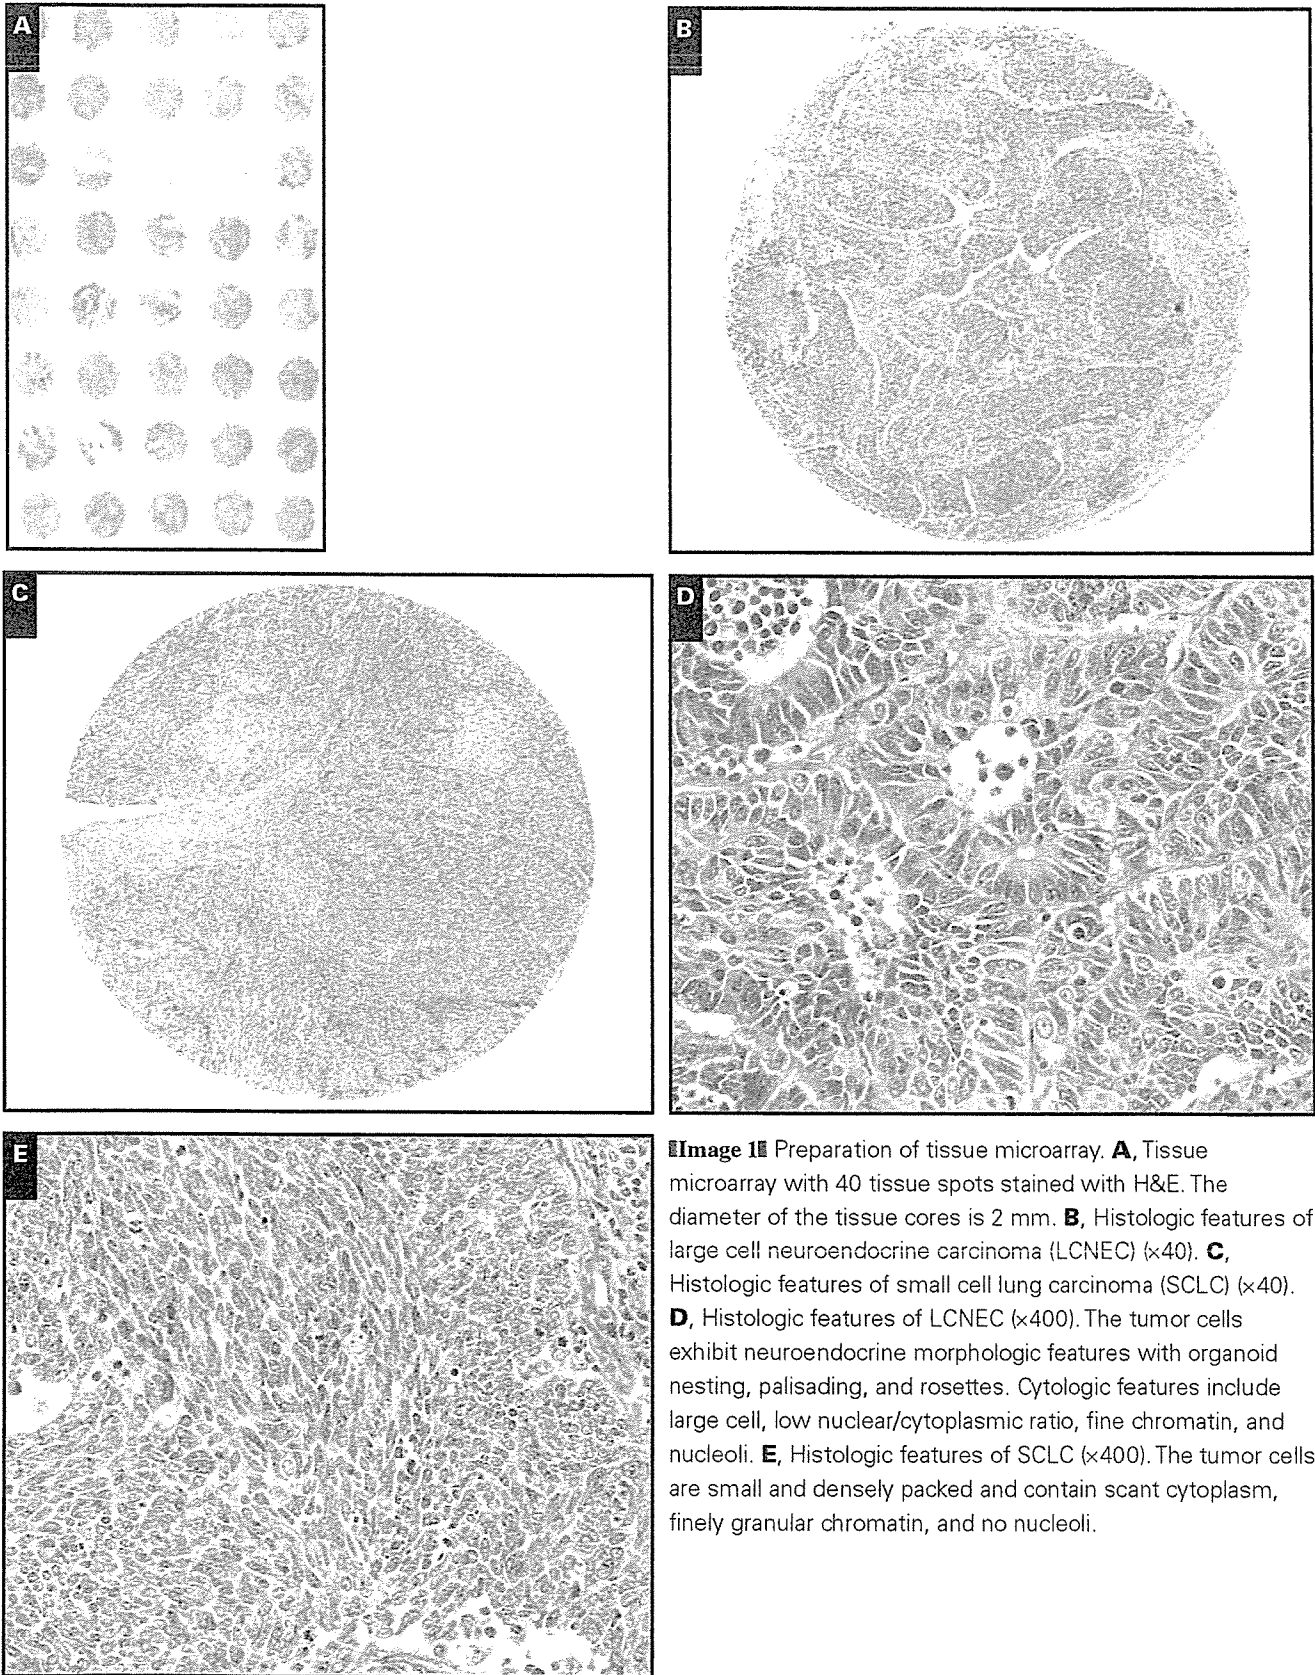 A
B
C
D
E
Image 1 Preparation of tissue microarray. A, Tissue
microarray with 40 tissue spots stained with H&E. The
diameter of the tissue cores is 2 mm. B, Histologic features of
large cell neuroendocrine carcinoma (LCNEC) (×40). C,
Histologic features of small cell lung carcinoma (SCLC) (×40).
D, Histologic features of LCNEC (×400). The tumor cells
exhibit neuroendocrine morphologic features with organoid
nesting, palisading, and rosettes. Cytologic features include
large cell, low nuclear/cytoplasmic ratio, fine chromatin, and
nucleoli. E, Histologic features of SCLC (×400). The tumor cells
are small and densely packed and contain scant cytoplasm,
finely granular chromatin, and no nucleoli.